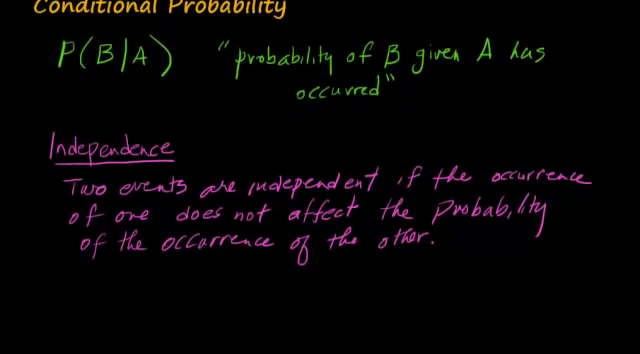 Conditional Probability
P(B/A) "probability of B given A has
occurred"
Independence
Two events are independent if the occurrence
of one does not affect the probability
of the occurrence of the other.